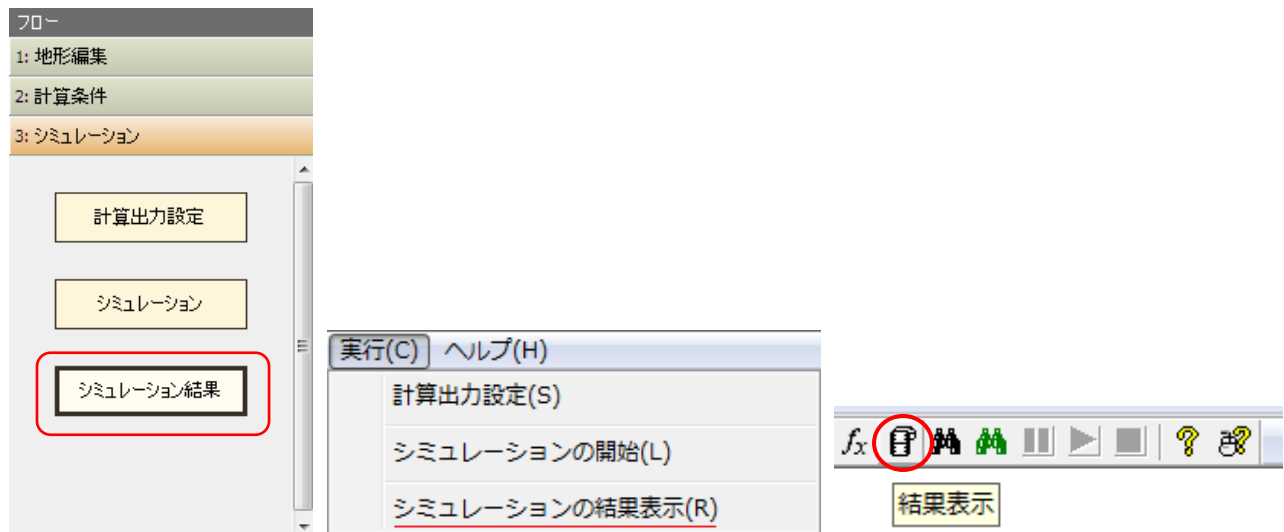 フロー
1: 地形編集
2: 計算条件
3: シミュレーション
計算出力設定
シミュレーション
シミュレーション結果
実行(C) ヘルプ(H)
計算出力設定(S)
シミュレーションの開始(L)
シミュレーションの結果表示(R)
fx
結果表示